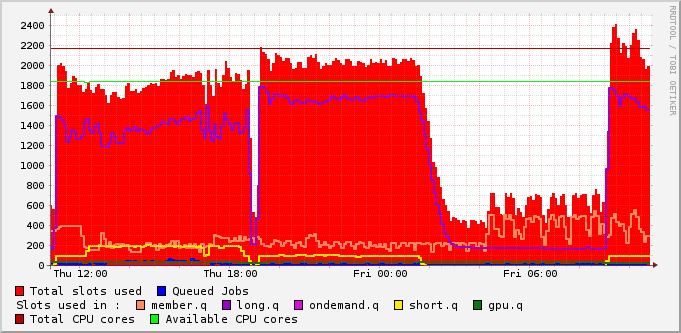 2400
2200
2000
1800
1600
1400
1200
1000
800
600
400
200
0
Thu 12:00 Thu 18:00 Fri 00:00 Fri 06:00
Total slots used Queued Jobs
Slots used in : member.q long.q ondemand.q short.q gpu.q
Total CPU cores Available CPU cores
RRDTOOL / TOBI OETIKER